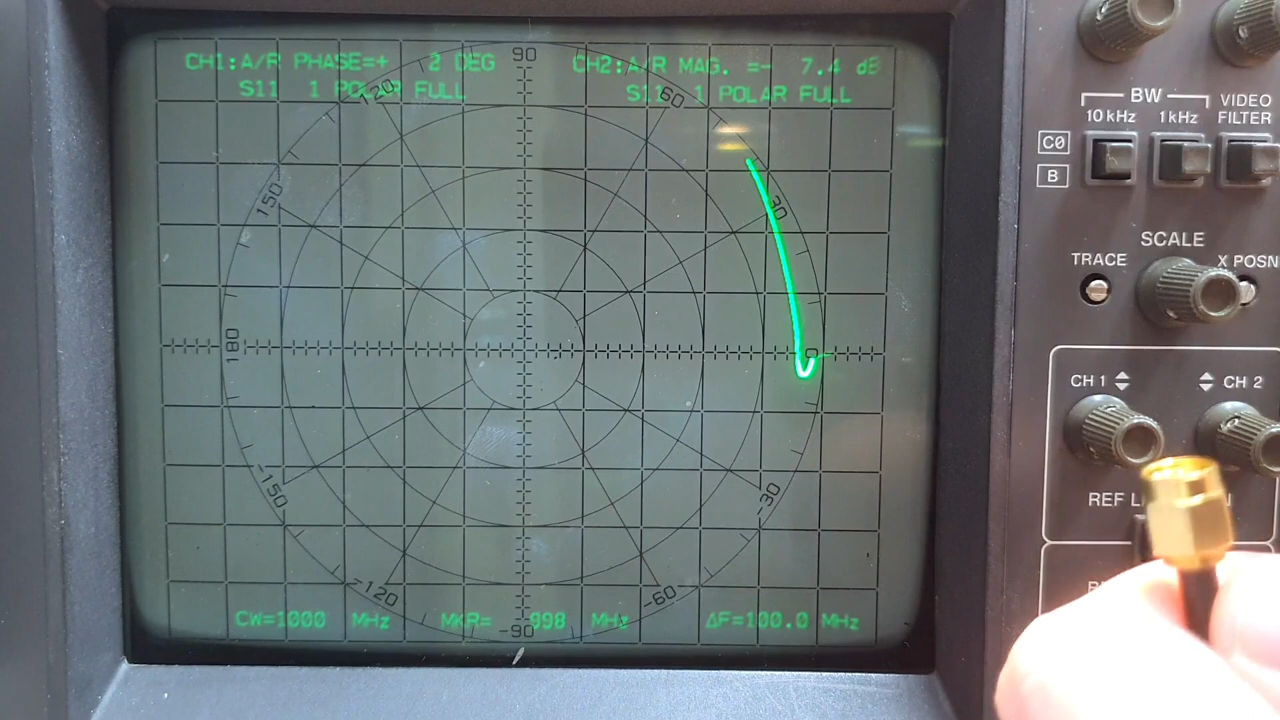 CH1:A/R PHASE=+ 2 DEG
S11 1 POLAR FULL
CH2:A/R MAG. =- 7.4 dB
S11 1 POLAR FULL
90
120
60
150
30
180
0
-150
-30
-120
-60
-90
CW=1000 MHz
MKR= 998 MHz
ΔF=100.0 MHz
BW
10 kHz
1 kHz
VIDEO
FILTER
C0
B
SCALE
TRACE
X POSN
CH 1
CH 2
REF